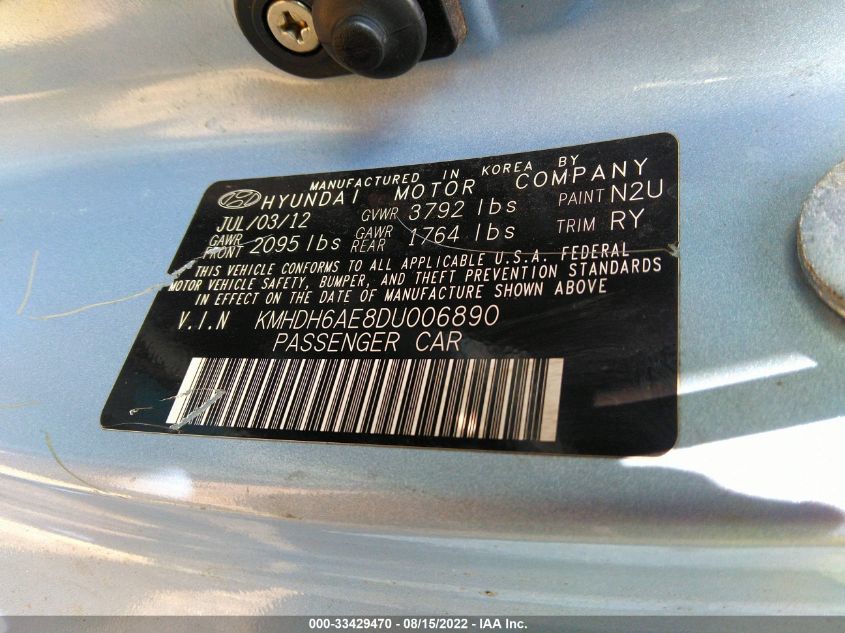 MANUFACTURED IN KOREA BY
HYUNDAI MOTOR COMPANY
JUL/03/12 GVWR 3792 lbs PAINT N2U
GAWR FRONT 2095 lbs GAWR REAR 1764 lbs TRIM RY
THIS VEHICLE CONFORMS TO ALL APPLICABLE U.S.A. FEDERAL
MOTOR VEHICLE SAFETY, BUMPER, AND THEFT PREVENTION STANDARDS
IN EFFECT ON THE DATE OF MANUFACTURE SHOWN ABOVE
V.I.N KMHDH6AE8DU006890
PASSENGER CAR
000-33429470 - 08/15/2022 - IAA Inc.